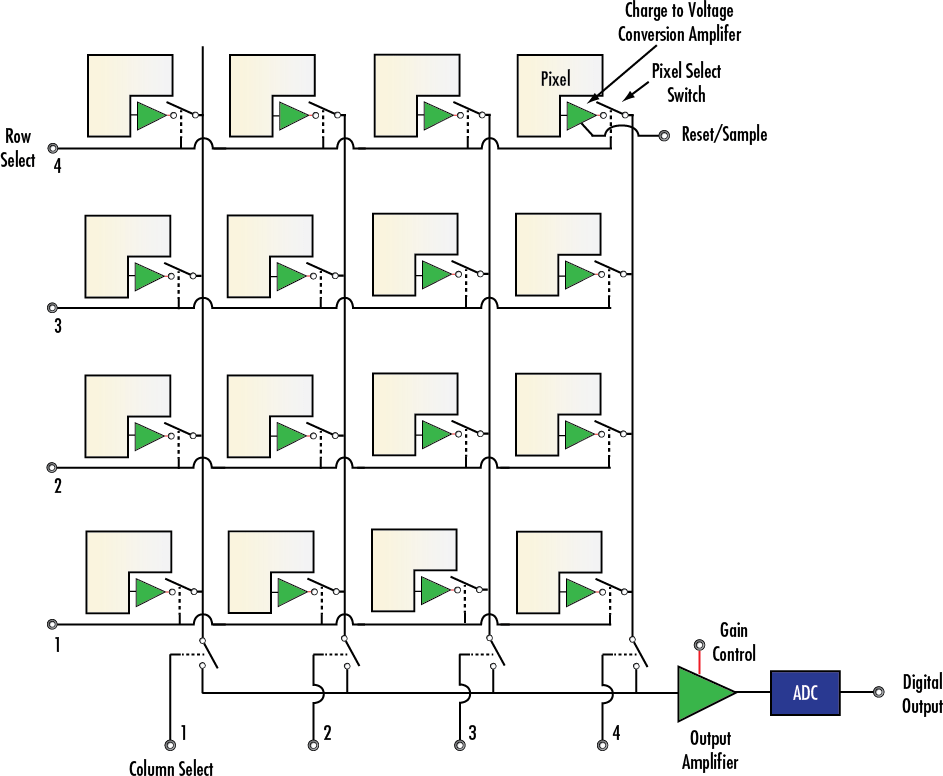 Charge to Voltage
Conversion Amplifer
Pixel
Pixel Select
Switch
Reset/Sample
Row
Select
4
3
2
1
Gain
Control
ADC
Digital
Output
Output
Amplifier
1
2
3
4
Column Select